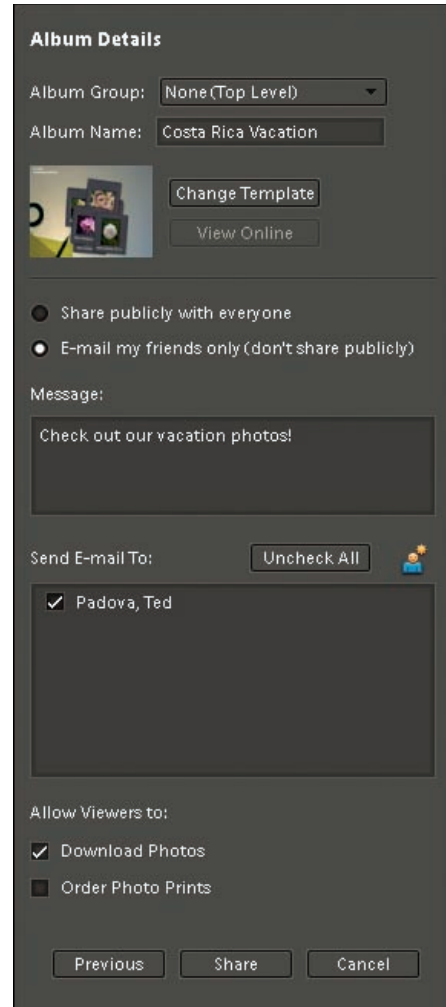 Album Details
Album Group: None (Top Level)
Album Name: Costa Rica Vacation
Change Template
View Online
Share publicly with everyone
E-mail my friends only (don't share publicly)
Message:
Check out our vacation photos!
Send E-mail To: Uncheck All
Padova, Ted
Allow Viewers to:
Download Photos
Order Photo Prints
Previous Share Cancel